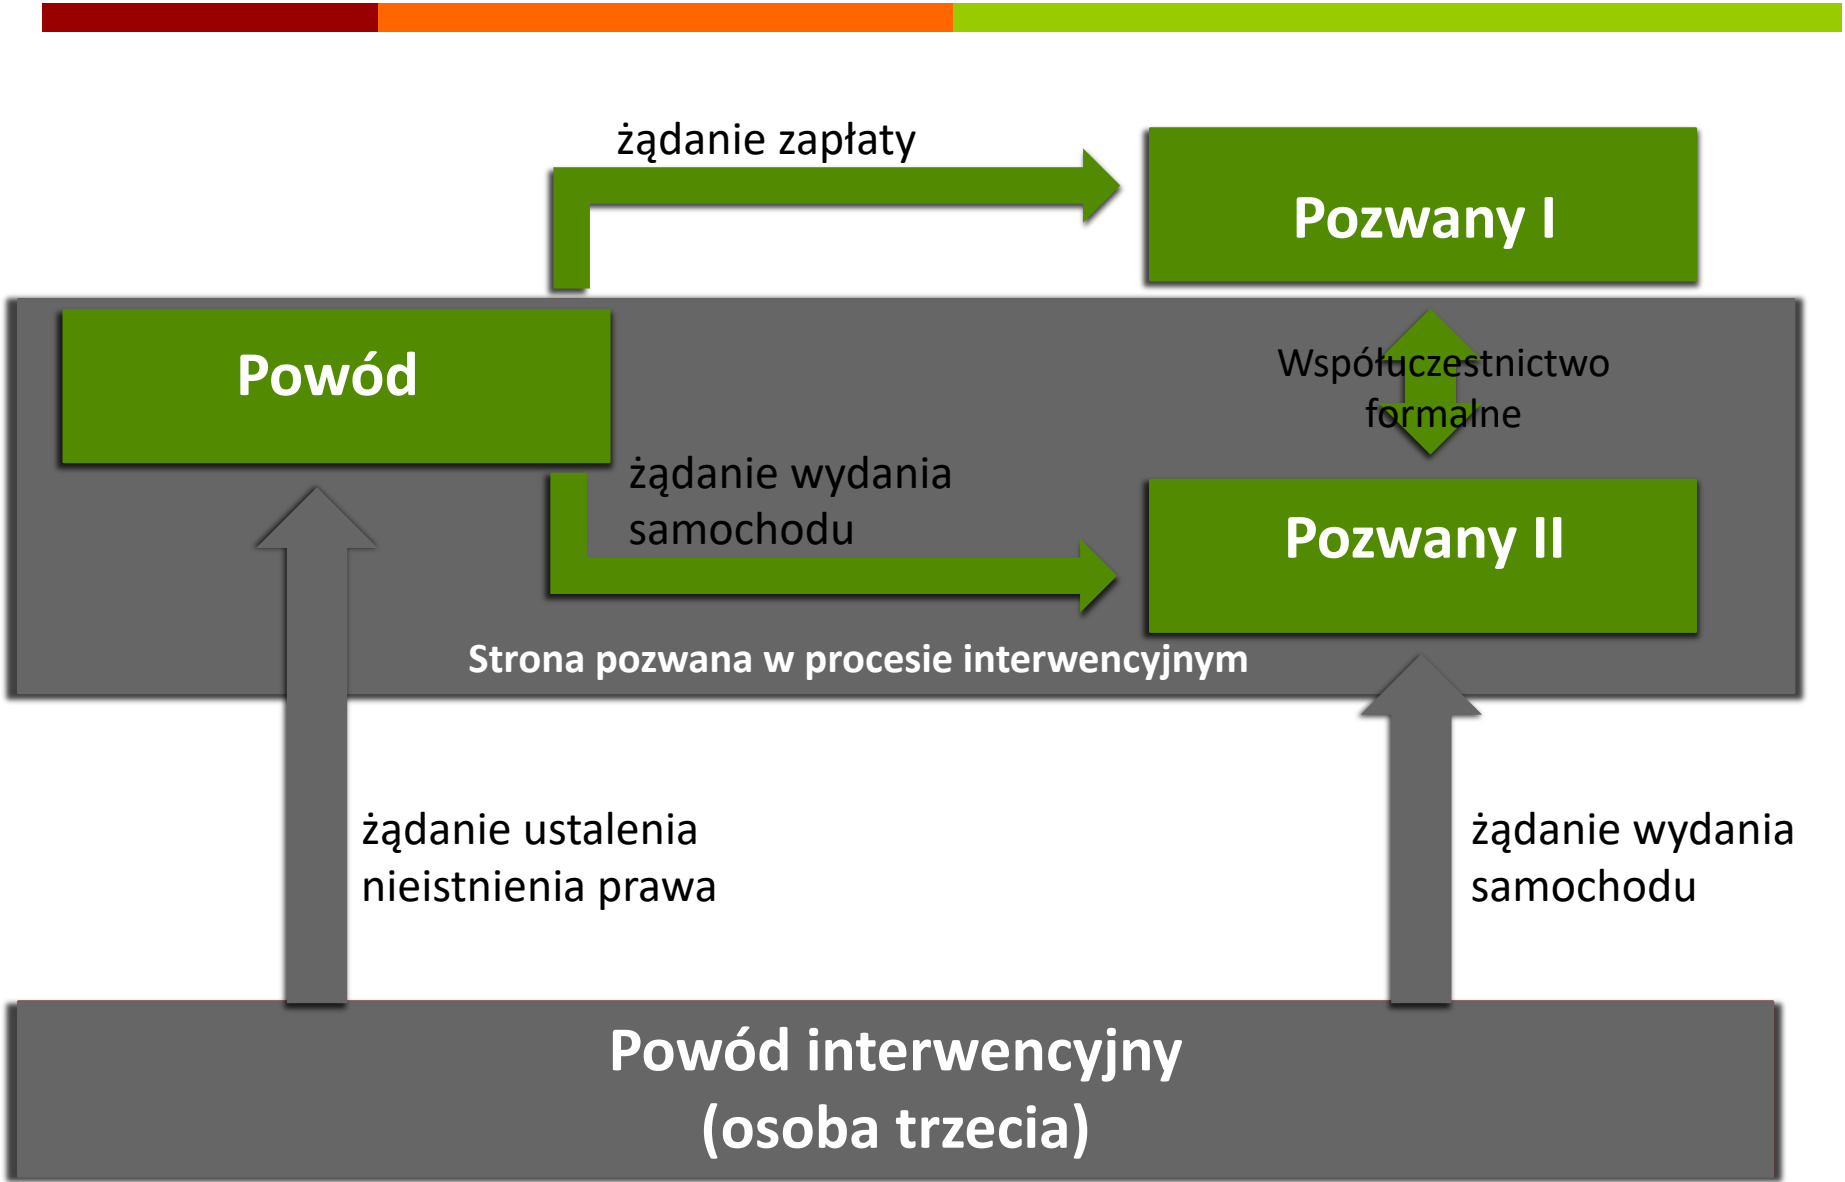 żądanie zapłaty
Pozwany I
Powód
Współuczestnictwo
formalne
żądanie wydania
samochodu
Pozwany II
Strona pozwana w procesie interwencyjnym
żądanie ustalenia
nieistnienia prawa
żądanie wydania
samochodu
Powód interwencyjny
(osoba trzecia)